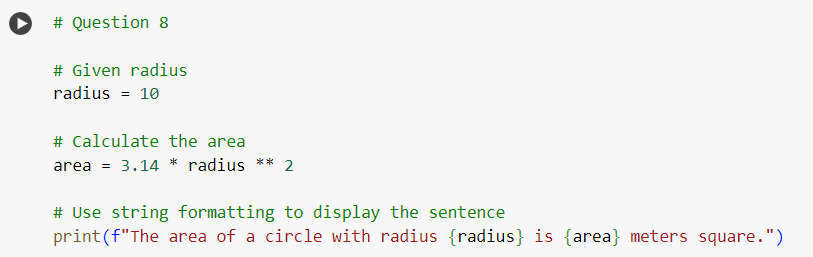 # Question 8
# Given radius
radius = 10
# Calculate the area
area = 3.14 * radius ** 2
# Use string formatting to display the sentence
print(f"The area of a circle with radius {radius} is {area} meters square.")